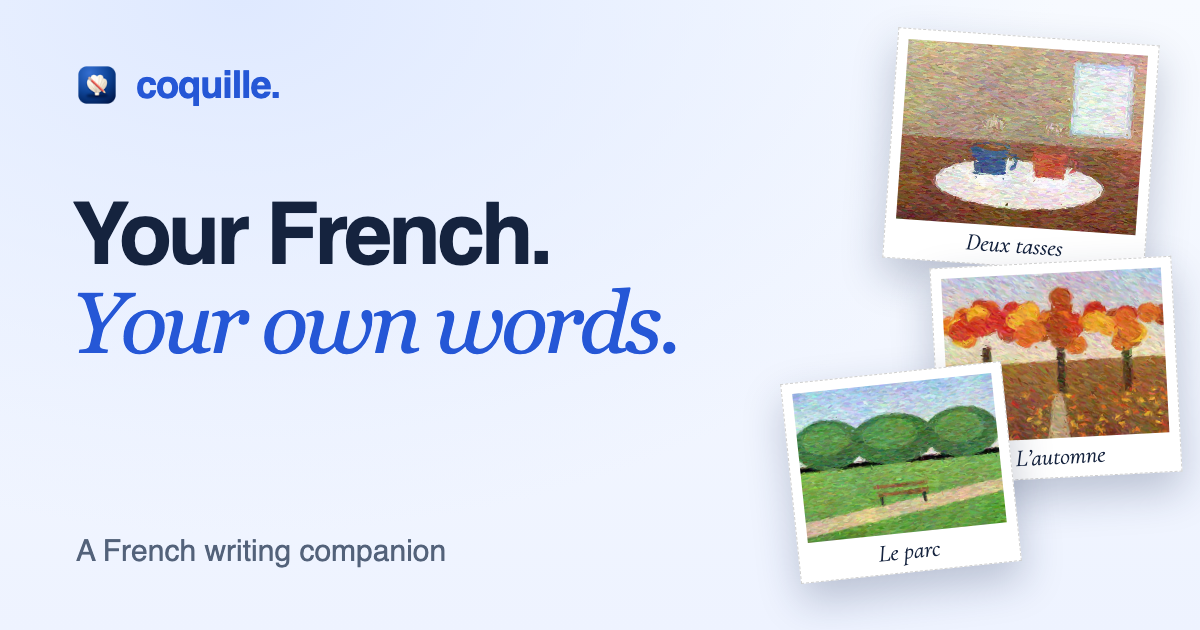 coquille.
Your French.
Your own words.
A French writing companion
Deux tasses
L’automne
Le parc